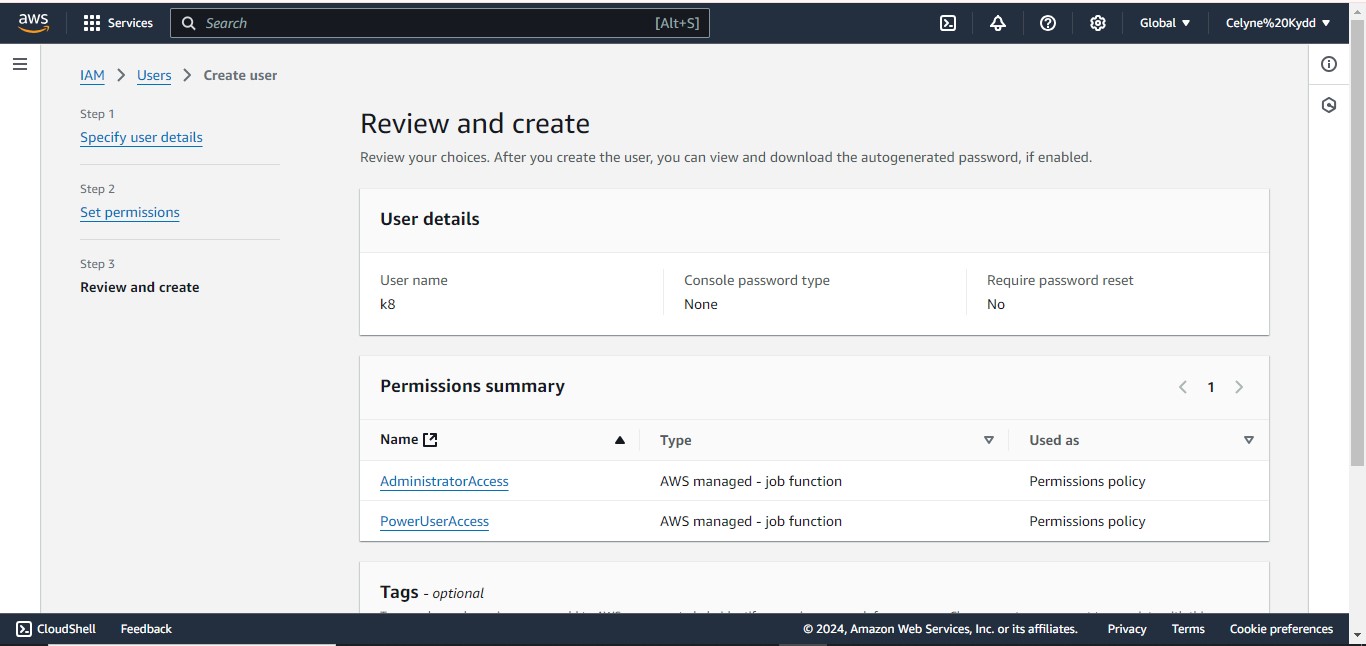 aws Services Search [Alt+S] Global Celyne%20Kydd
IAM Users Create user
Step 1
Specify user details
Step 2
Set permissions
Step 3
Review and create
Review and create
Review your choices. After you create the user, you can view and download the autogenerated password, if enabled.
User details
User name Console password type Require password reset
k8 None No
Permissions summary 1
Name Type Used as
AdministratorAccess AWS managed - job function Permissions policy
PowerUserAccess AWS managed - job function Permissions policy
Tags - optional
CloudShell Feedback © 2024, Amazon Web Services, Inc. or its affiliates. Privacy Terms Cookie preferences